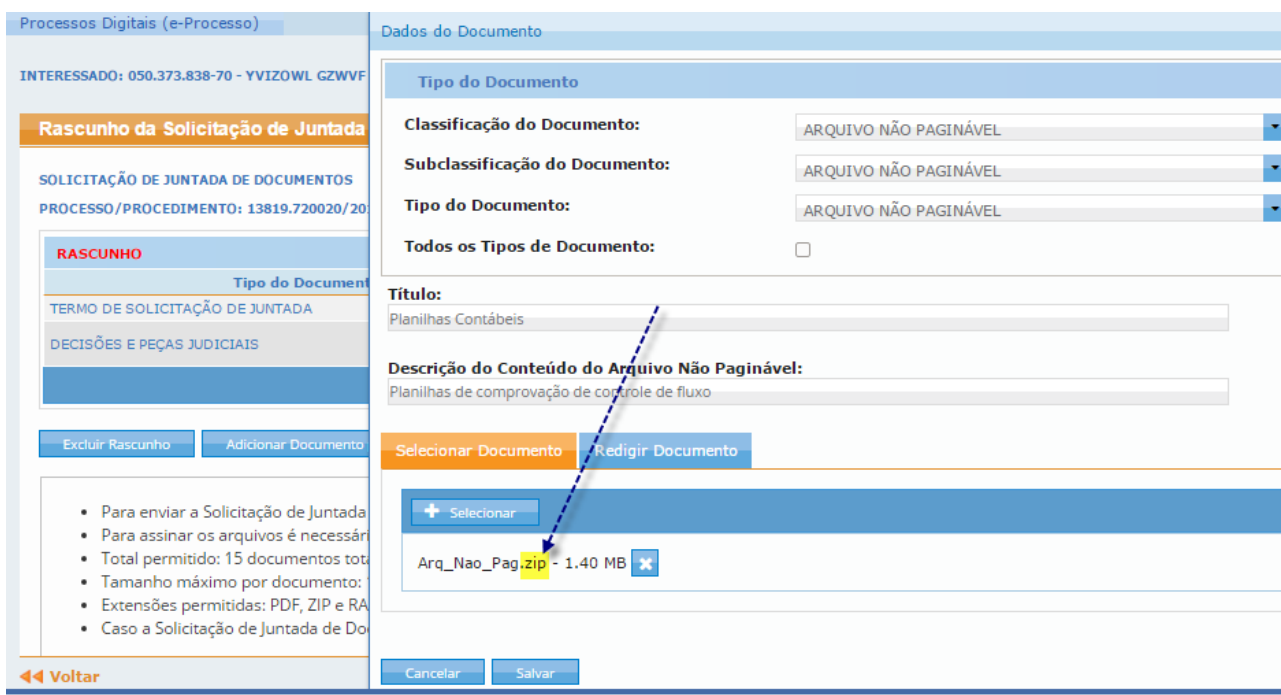 Processos Digitais (e-Processo)
INTERESSADO: 050.373.838-70 - YVIZOWL GZWVF
Rascunho da Solicitação de Juntada
SOLICITAÇÃO DE JUNTADA DE DOCUMENTOS
PROCESSO/PROCEDIMENTO: 13819.720020/20
RASCUNHO
Tipo do Document
TERMO DE SOLICITAÇÃO DE JUNTADA
DECISÕES E PEÇAS JUDICIAIS
Excluir Rascunho
Adicionar Documento
Para enviar a Solicitação de Juntada
Para assinar os arquivos é necessári
Total permitido: 15 documentos tota
Tamanho máximo por documento:
Extensões permitidas: PDF, ZIP e RA
Caso a Solicitação de Juntada de Do
Voltar
Dados do Documento
Tipo do Documento
Classificação do Documento: ARQUIVO NÃO PAGINÁVEL
Subclassificação do Documento: ARQUIVO NÃO PAGINÁVEL
Tipo do Documento: ARQUIVO NÃO PAGINÁVEL
Todos os Tipos de Documento:
Título:
Planilhas Contábeis
Descrição do Conteúdo do Arquivo Não Paginável:
Planilhas de comprovação de controle de fluxo
Selecionar Documento
Redigir Documento
Selecionar
Arq_Nao_Pag.zip - 1.40 MB
Cancelar
Salvar